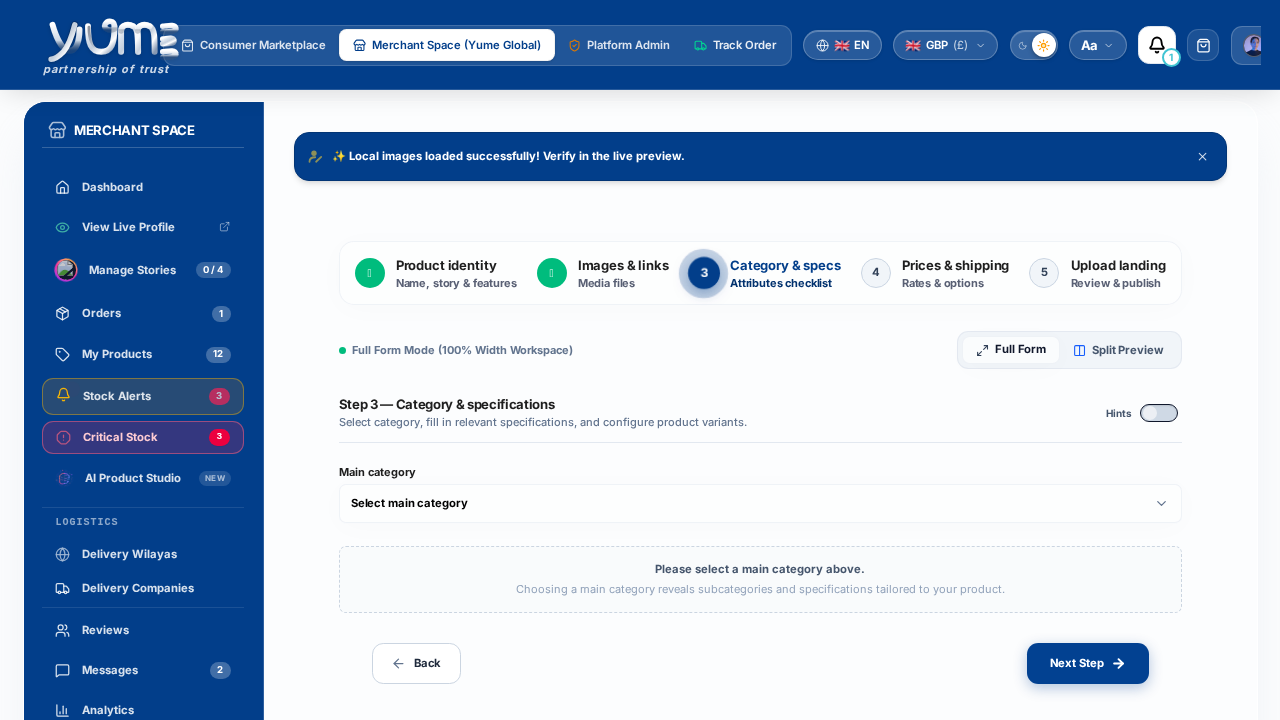 yume
partnership of trust
Consumer Marketplace
Merchant Space (Yume Global)
Platform Admin
Track Order
🇬🇧 EN
🇬🇧 GBP (£)
Aa
1
MERCHANT SPACE
Dashboard
View Live Profile
Manage Stories 0 / 4
Orders 1
My Products 12
Stock Alerts 3
Critical Stock 3
AI Product Studio NEW
LOGISTICS
Delivery Wilayas
Delivery Companies
Reviews
Messages 2
Analytics
✨ Local images loaded successfully! Verify in the live preview.
Product identity
Name, story & features
Images & links
Media files
3
Category & specs
Attributes checklist
4
Prices & shipping
Rates & options
5
Upload landing
Review & publish
Full Form Mode (100% Width Workspace)
Full Form
Split Preview
Step 3 — Category & specifications
Select category, fill in relevant specifications, and configure product variants.
Hints
Main category
Select main category
Please select a main category above.
Choosing a main category reveals subcategories and specifications tailored to your product.
Back
Next Step